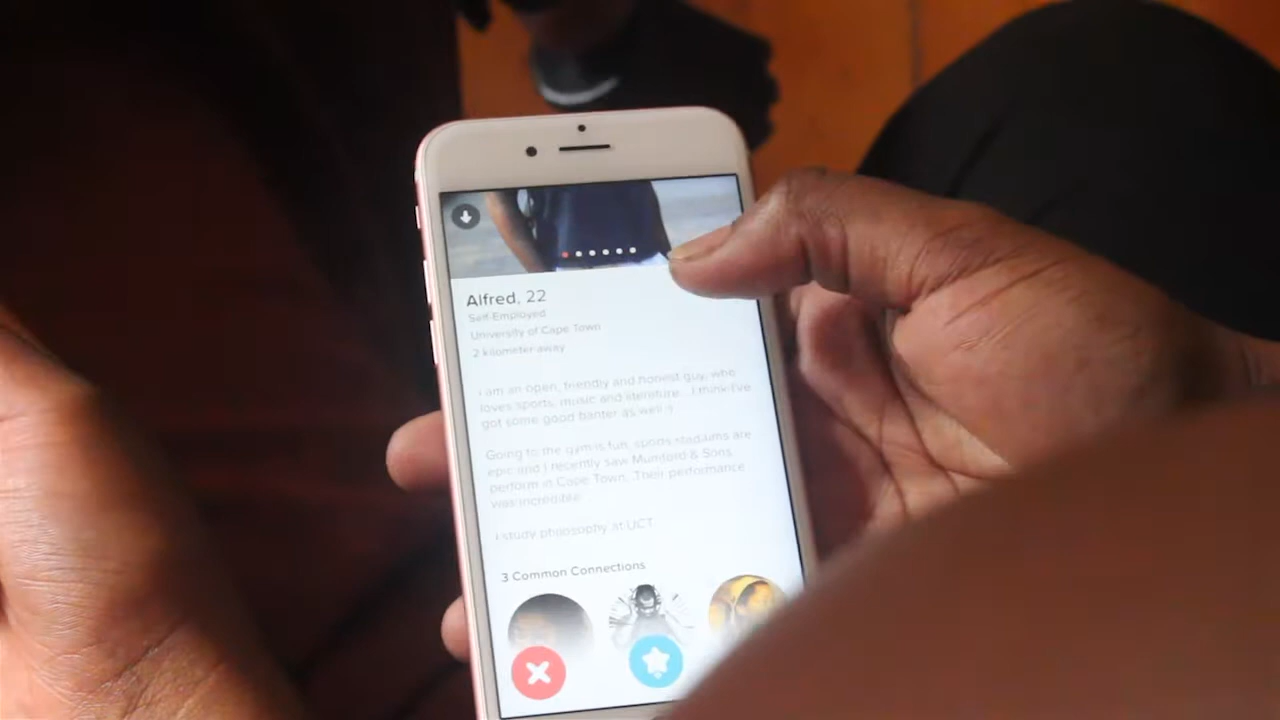 Alfred, 22
Self-Employed
University of Cape Town
2 kilometer away
I am an open, friendly and honest guy, who
loves sports, music and literature. I think I've
got some good banter as well :)
Going to the gym is fun, sports stadiums are
epic and I recently saw Mumford & Sons
perform in Cape Town. Their performance
was incredible
I study philosophy at UCT
3 Common Connections